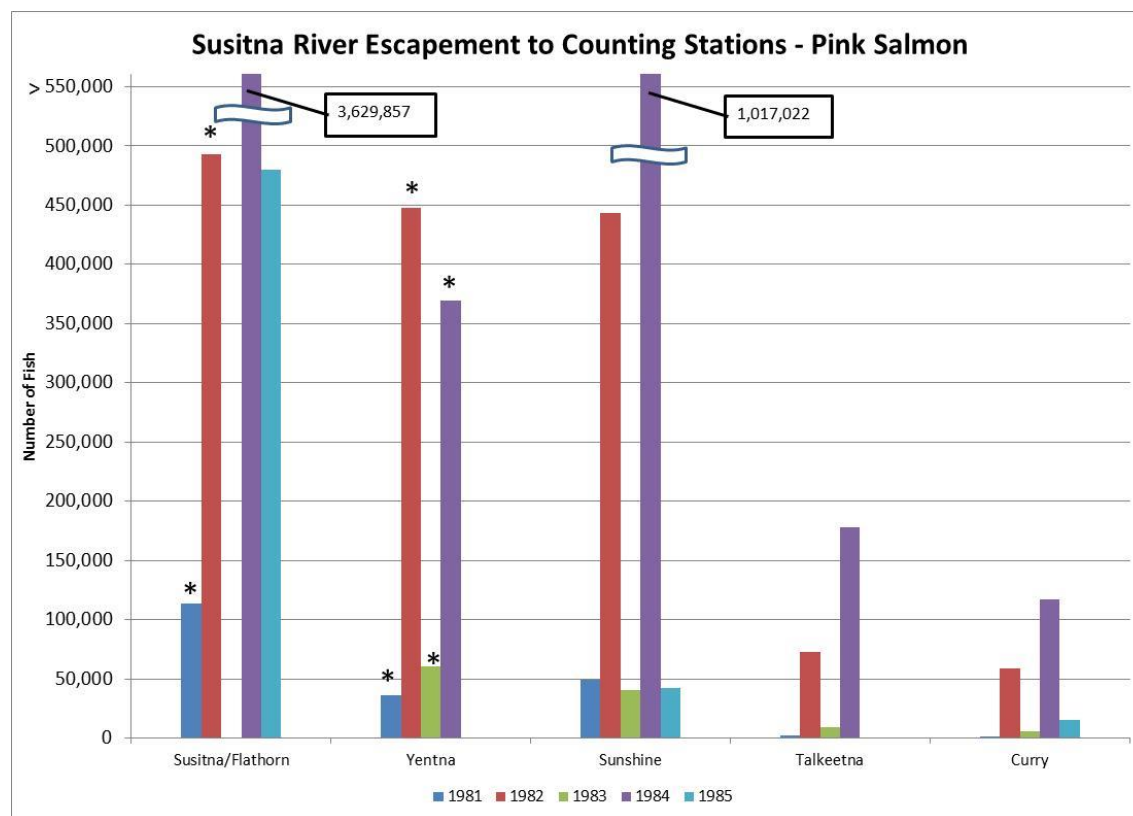 Susitna River Escapement to Counting Stations - Pink Salmon
> 550,000
500,000
450,000
400,000
350,000
300,000
250,000
200,000
150,000
100,000
50,000
0
Number of Fish
3,629,857
1,017,022
*
*
*
*
*
*
Susitna/Flathorn
Yentna
Sunshine
Talkeetna
Curry
1981 1982 1983 1984 1985